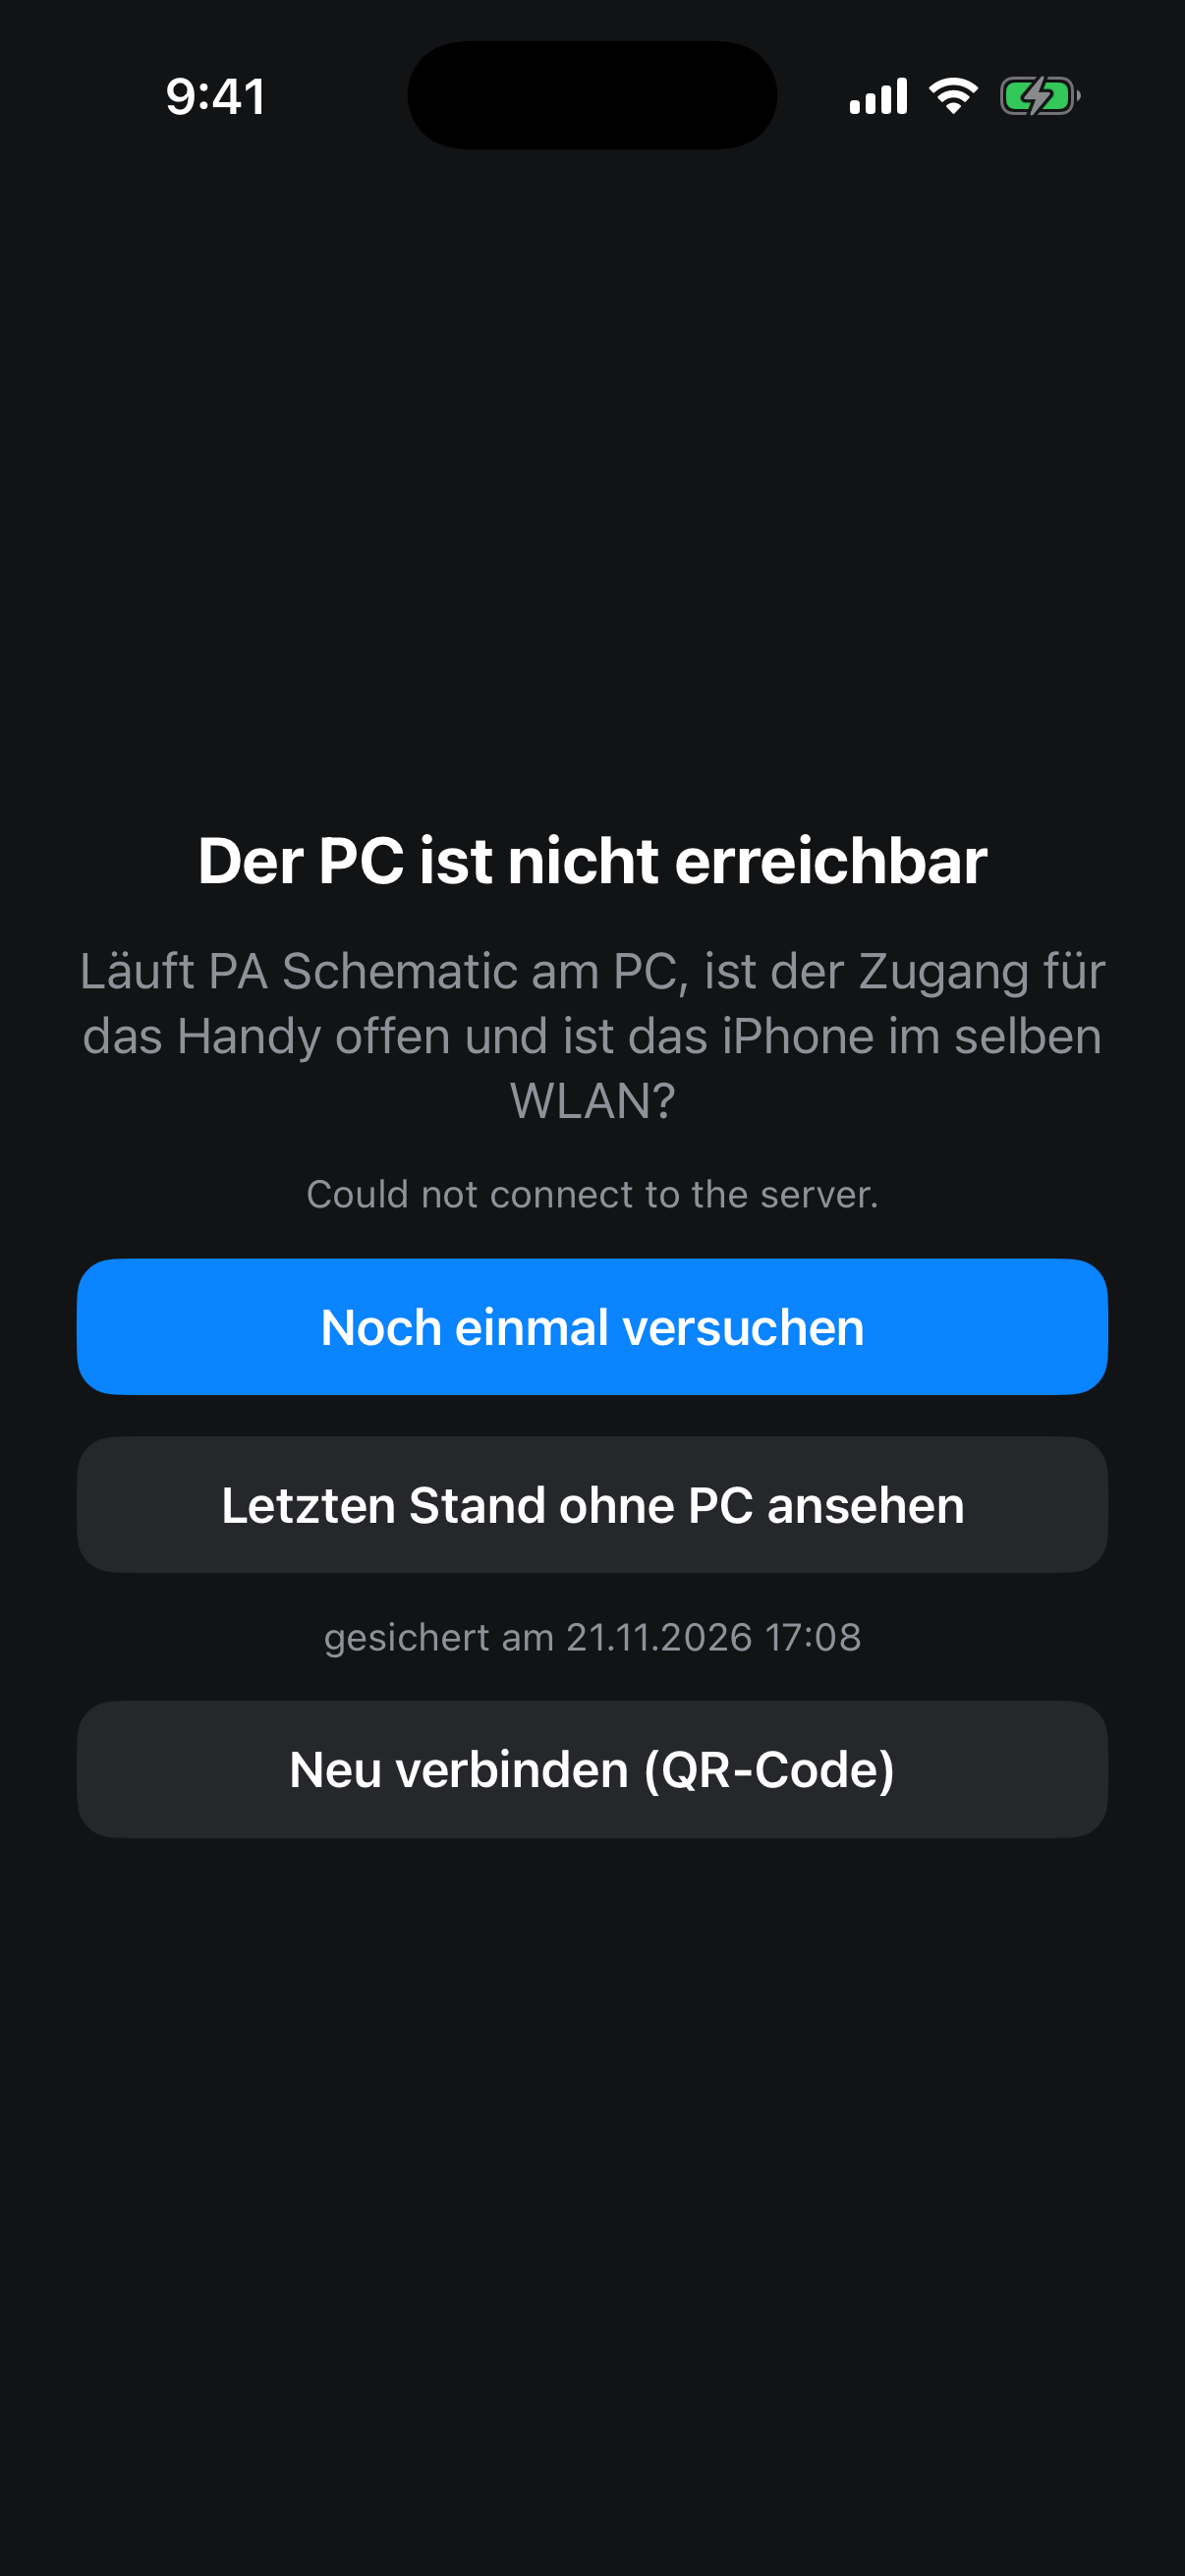 9:41
Der PC ist nicht erreichbar
Läuft PA Schematic am PC, ist der Zugang für
das Handy offen und ist das iPhone im selben
WLAN?
Could not connect to the server.
Noch einmal versuchen
Letzten Stand ohne PC ansehen
gesichert am 21.11.2026 17:08
Neu verbinden (QR-Code)